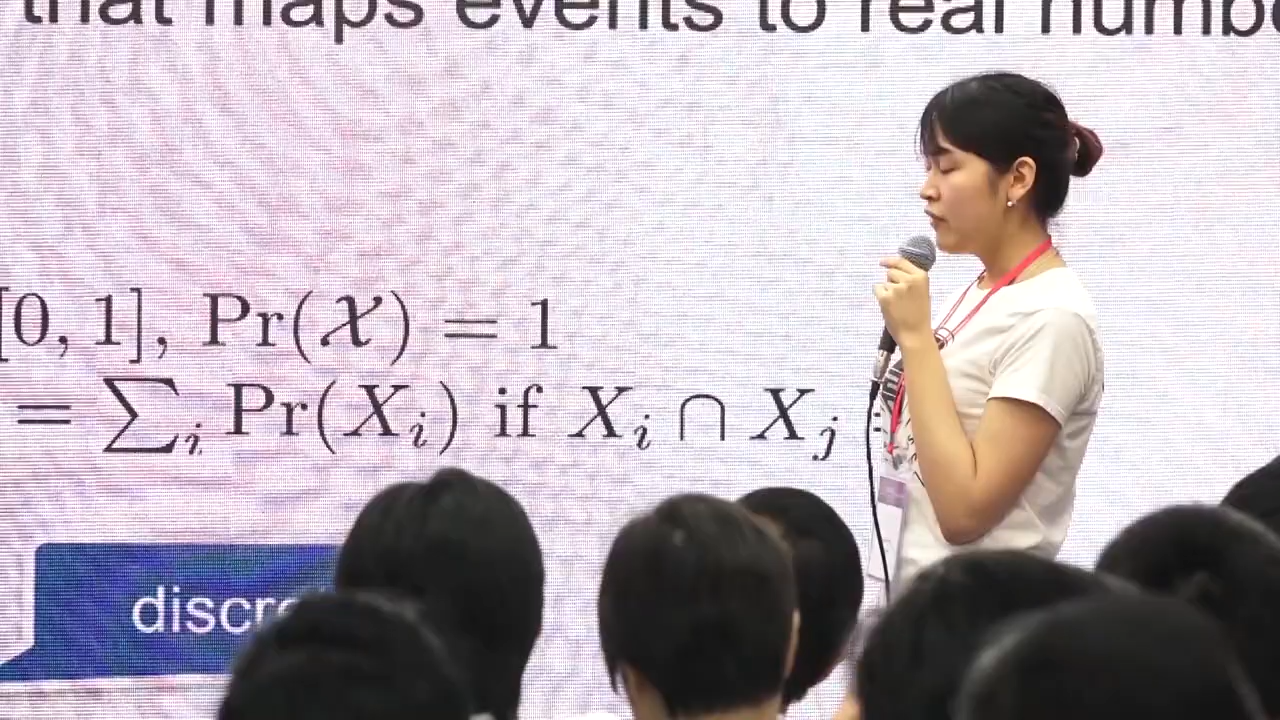 that maps events to real numbe
[0, 1], Pr(𝒳) = 1
= ∑ᵢ Pr(Xᵢ) if Xᵢ ∩ Xⱼ
discre